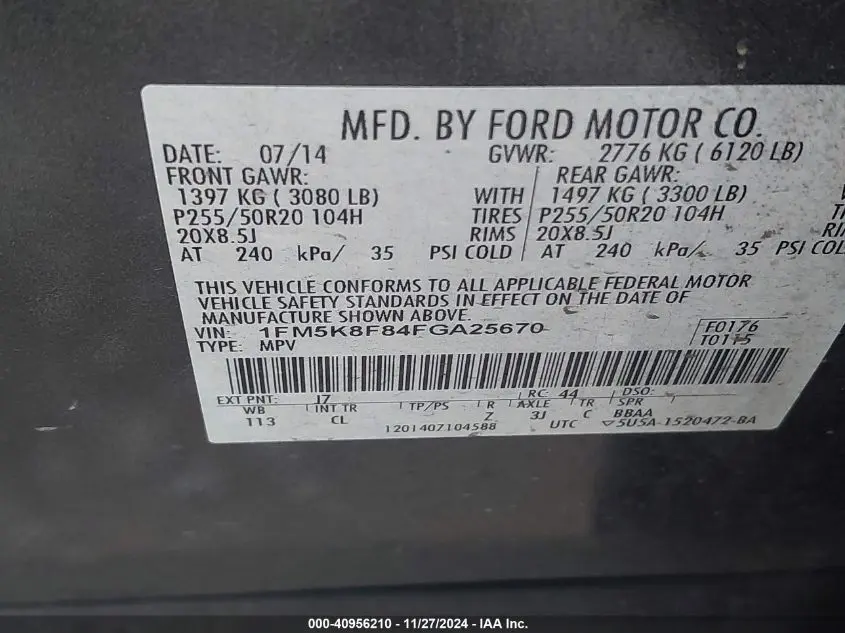 MFD. BY FORD MOTOR CO.
DATE: 07/14 GVWR: 2776 KG ( 6120 LB)
FRONT GAWR: REAR GAWR:
1397 KG ( 3080 LB) WITH 1497 KG ( 3300 LB)
P255/50R20 104H TIRES P255/50R20 104H
20X8.5J RIMS 20X8.5J
AT 240 kPa/ 35 PSI COLD AT 240 kPa/ 35 PSI COL
THIS VEHICLE CONFORMS TO ALL APPLICABLE FEDERAL MOTOR
VEHICLE SAFETY STANDARDS IN EFFECT ON THE DATE OF
MANUFACTURE SHOWN ABOVE.
VIN: 1FM5K8F84FGA25670 F0176
TYPE: MPV T0115
EXT PNT: J7 RC: 44 DSO:
WB INT TR TP/PS R AXLE TR SPR
113 CL Z 3J C BBAA
1201407104588 UTC ▽5U5A-1520472-BA
000-40956210 - 11/27/2024 - IAA Inc.